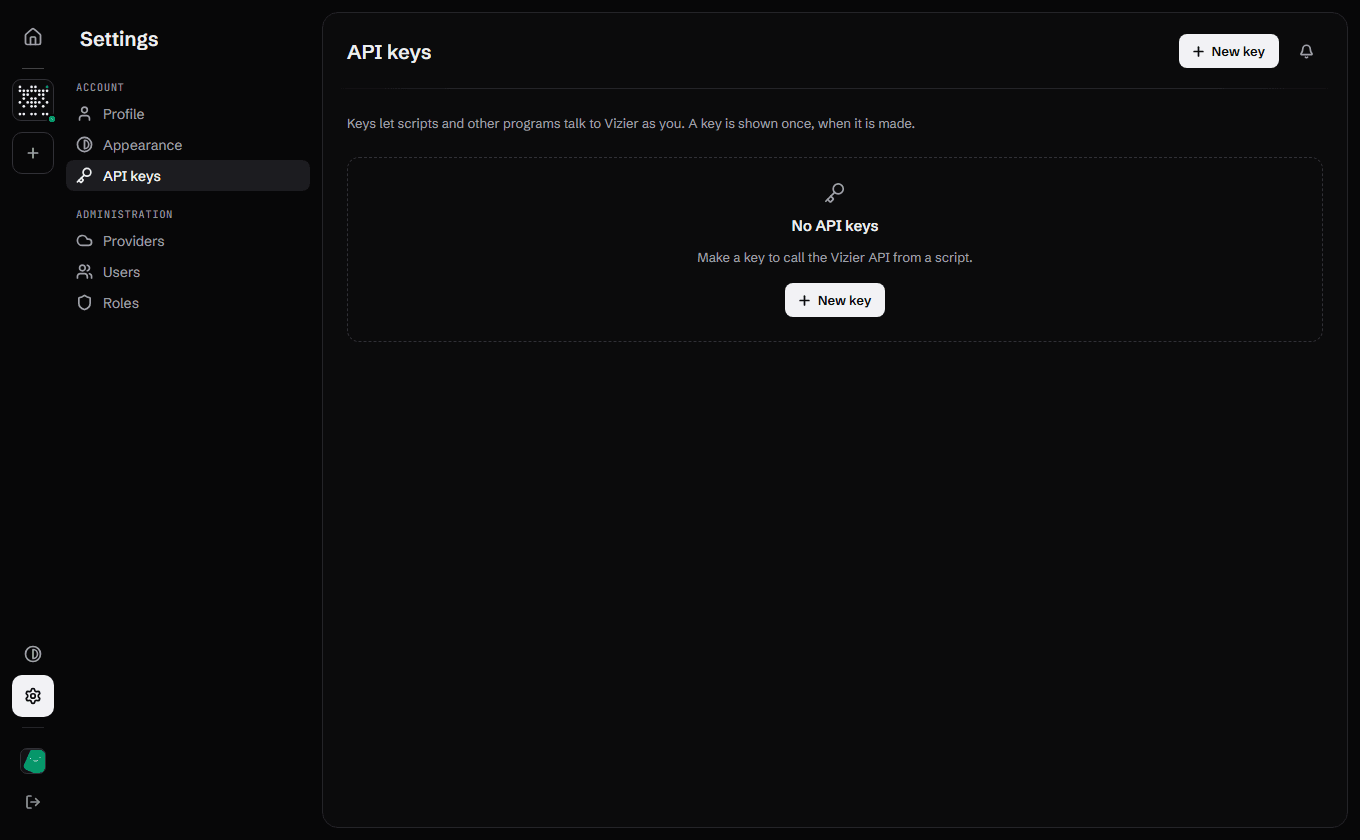 Settings
ACCOUNT
Profile
Appearance
API keys
ADMINISTRATION
Providers
Users
Roles
API keys
New key
Keys let scripts and other programs talk to Vizier as you. A key is shown once, when it is made.
No API keys
Make a key to call the Vizier API from a script.
New key